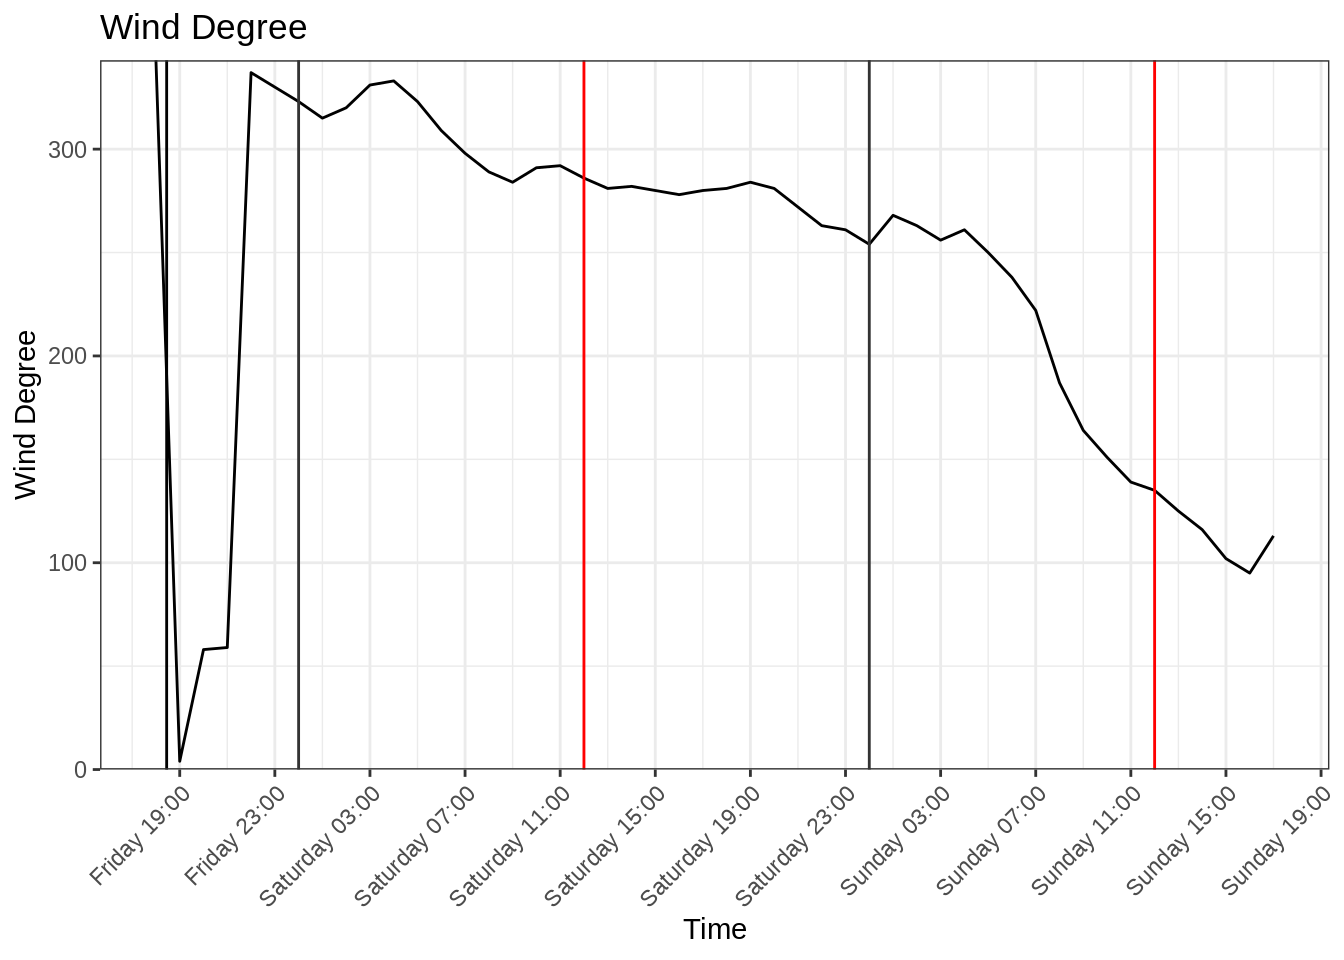 Wind Degree
Wind Degree
300
200
100
0
Friday 19:00
Friday 23:00
Saturday 03:00
Saturday 07:00
Saturday 11:00
Saturday 15:00
Saturday 19:00
Saturday 23:00
Sunday 03:00
Sunday 07:00
Sunday 11:00
Sunday 15:00
Sunday 19:00
Time